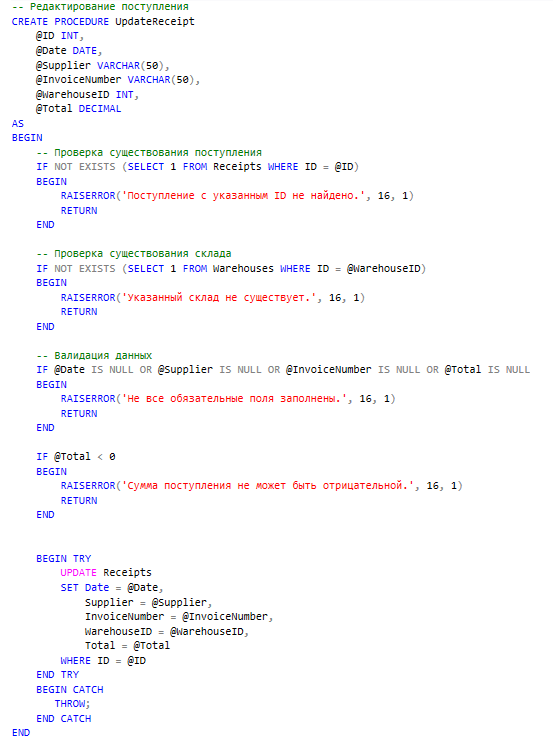 -- Редактирование поступления
CREATE PROCEDURE UpdateReceipt
    @ID INT,
    @Date DATE,
    @Supplier VARCHAR(50),
    @InvoiceNumber VARCHAR(50),
    @WarehouseID INT,
    @Total DECIMAL
AS
BEGIN
    -- Проверка существования поступления
    IF NOT EXISTS (SELECT 1 FROM Receipts WHERE ID = @ID)
    BEGIN
        RAISERROR('Поступление с указанным ID не найдено.', 16, 1)
        RETURN
    END

    -- Проверка существования склада
    IF NOT EXISTS (SELECT 1 FROM Warehouses WHERE ID = @WarehouseID)
    BEGIN
        RAISERROR('Указанный склад не существует.', 16, 1)
        RETURN
    END

    -- Валидация данных
    IF @Date IS NULL OR @Supplier IS NULL OR @InvoiceNumber IS NULL OR @Total IS NULL
    BEGIN
        RAISERROR('Не все обязательные поля заполнены.', 16, 1)
        RETURN
    END

    IF @Total < 0
    BEGIN
        RAISERROR('Сумма поступления не может быть отрицательной.', 16, 1)
        RETURN
    END


    BEGIN TRY
        UPDATE Receipts
        SET Date = @Date,
            Supplier = @Supplier,
            InvoiceNumber = @InvoiceNumber,
            WarehouseID = @WarehouseID,
            Total = @Total
        WHERE ID = @ID
    END TRY
    BEGIN CATCH
       THROW;
    END CATCH
END